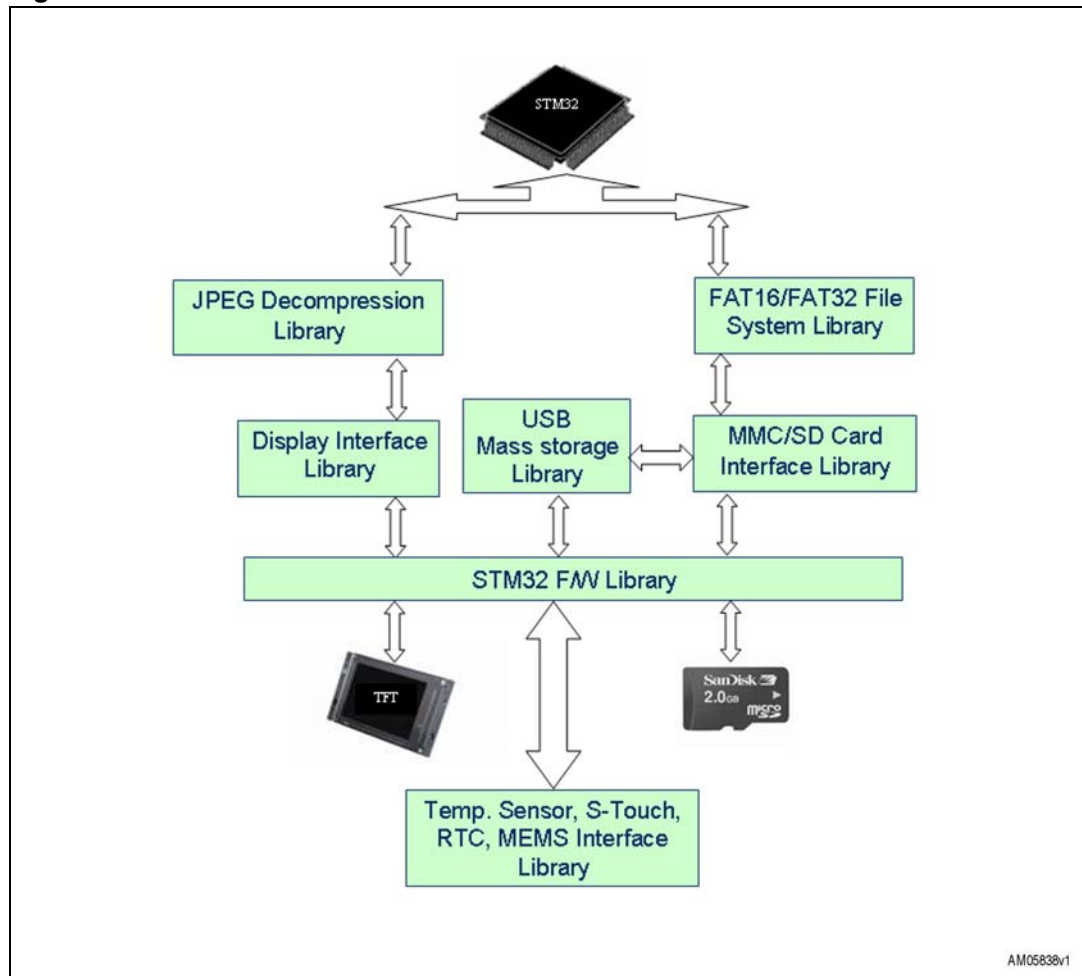 STM32
JPEG Decompression
Library
FAT16/FAT32 File
System Library
Display Interface
Library
USB
Mass storage
Library
MMC/SD Card
Interface Library
STM32 F/W Library
TFT
SanDisk
2.0GB
micro
SD
Temp. Sensor, S-Touch,
RTC, MEMS Interface
Library
AM05838v1